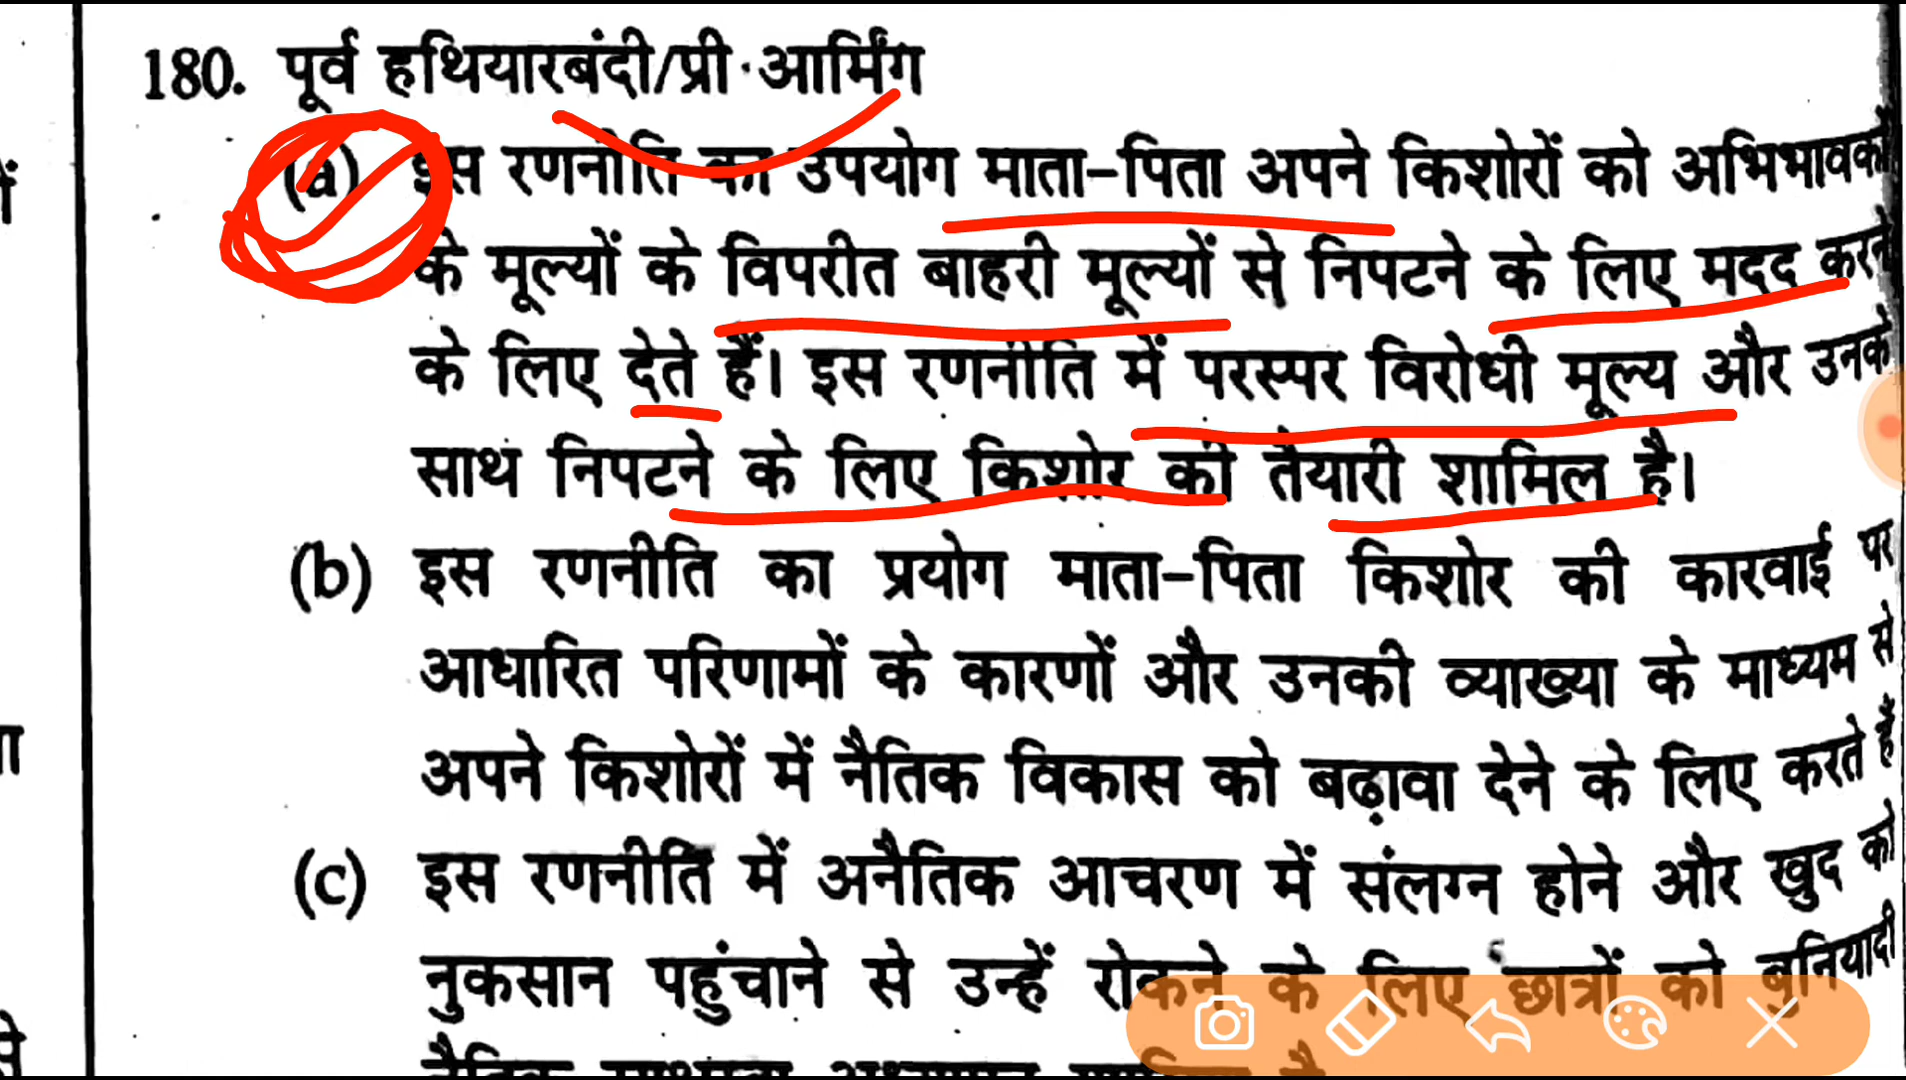 180. पूर्व हथियारबंदी/प्री-आर्मिंग
(a) इस रणनीति का उपयोग माता-पिता अपने किशोरों को अभिभावकों
के मूल्यों के विपरीत बाहरी मूल्यों से निपटने के लिए मदद करने
के लिए देते हैं। इस रणनीति में परस्पर विरोधी मूल्य और उनके
साथ निपटने के लिए किशोर की तैयारी शामिल है।
(b) इस रणनीति का प्रयोग माता-पिता किशोर की कारवाई पर
आधारित परिणामों के कारणों और उनकी व्याख्या के माध्यम से
अपने किशोरों में नैतिक विकास को बढ़ावा देने के लिए करते हैं
(c) इस रणनीति में अनैतिक आचरण में संलग्न होने और खुद को
नुकसान पहुंचाने से उन्हें रोकने के लिए छात्रों को बुनियादी